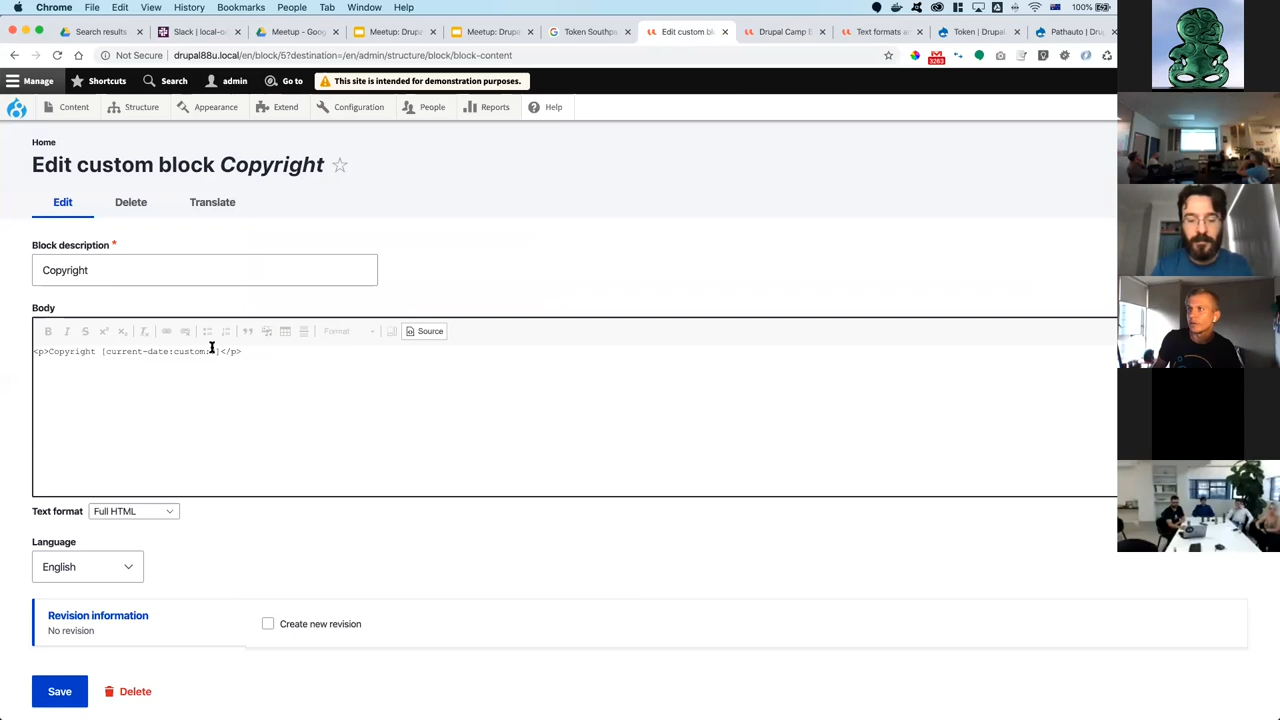 Chrome File Edit View History Bookmarks People Tab Window Help 100%
Search results Slack | local-o Meetup - Goog Meetup: Drupa Meetup: Drupa Token Southp Edit custom b Drupal Camp Text formats a Token | Drupal. Pathauto | Dru
Not Secure drupal88u.local/en/block/5?destination=/en/admin/structure/block/block-content 3263
Manage Shortcuts Search admin Go to This site is intended for demonstration purposes.
Content Structure Appearance Extend Configuration People Reports Help
Home
Edit custom block Copyright
Edit Delete Translate
Block description *
Copyright
Body
Format Source
<p>Copyright [current-date:custom: ]</p>
Text format Full HTML
Language
English
Revision information
No revision
Create new revision
Save Delete